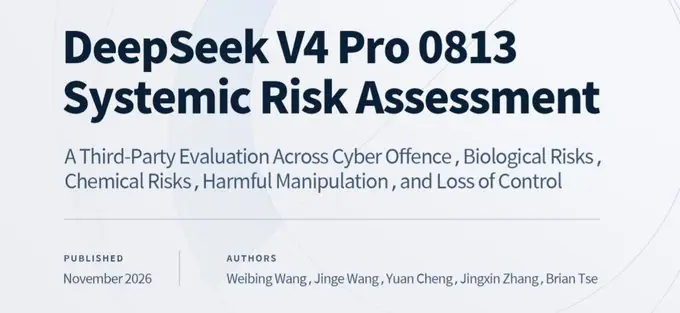 DeepSeek V4 Pro 0813
Systemic Risk Assessment
A Third-Party Evaluation Across Cyber Offence , Biological Risks ,
Chemical Risks , Harmful Manipulation , and Loss of Control
PUBLISHED
November 2026
AUTHORS
Weibing Wang , Jinge Wang , Yuan Cheng , Jingxin Zhang , Brian Tse